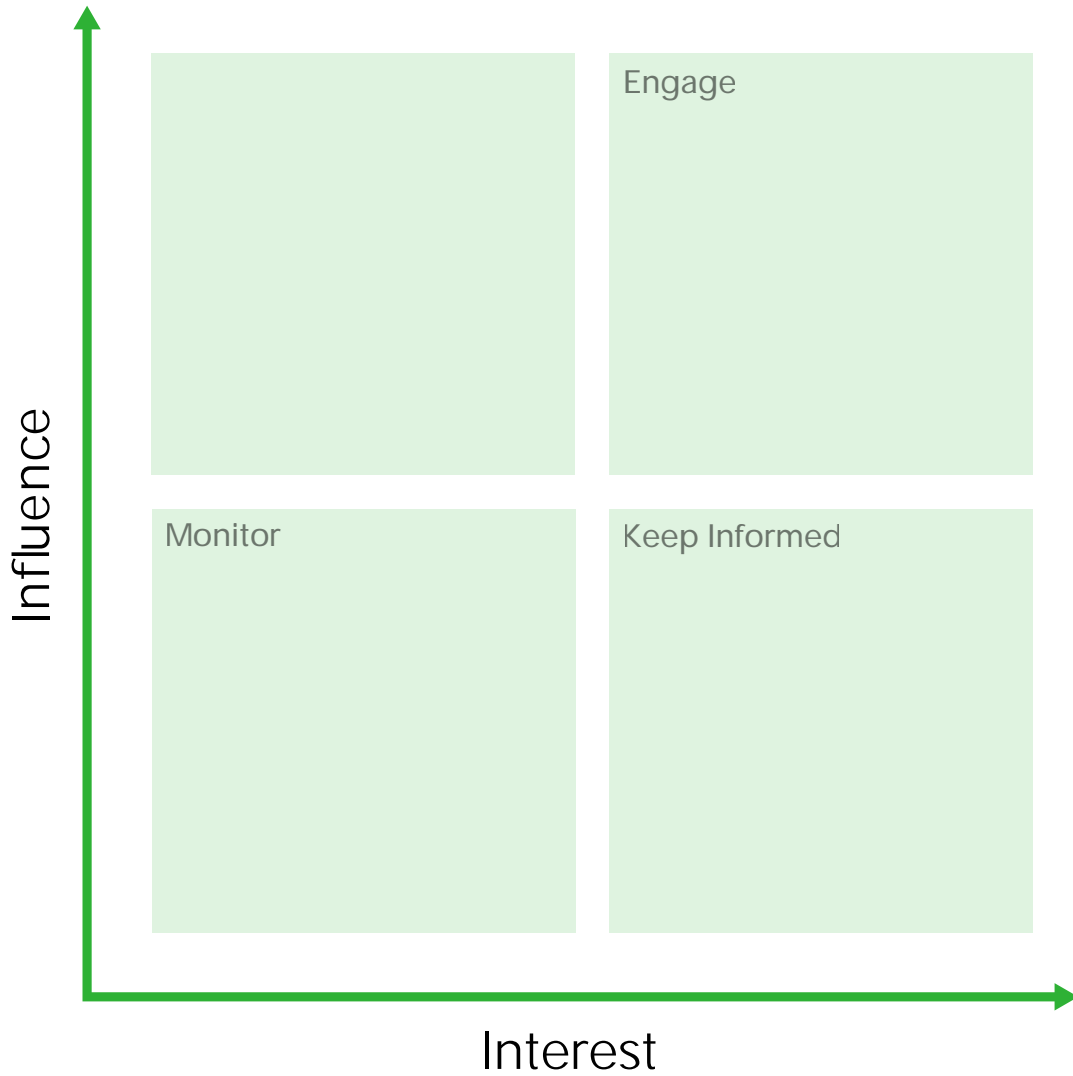 Engage
Influence
Monitor
Keep Informed
Interest